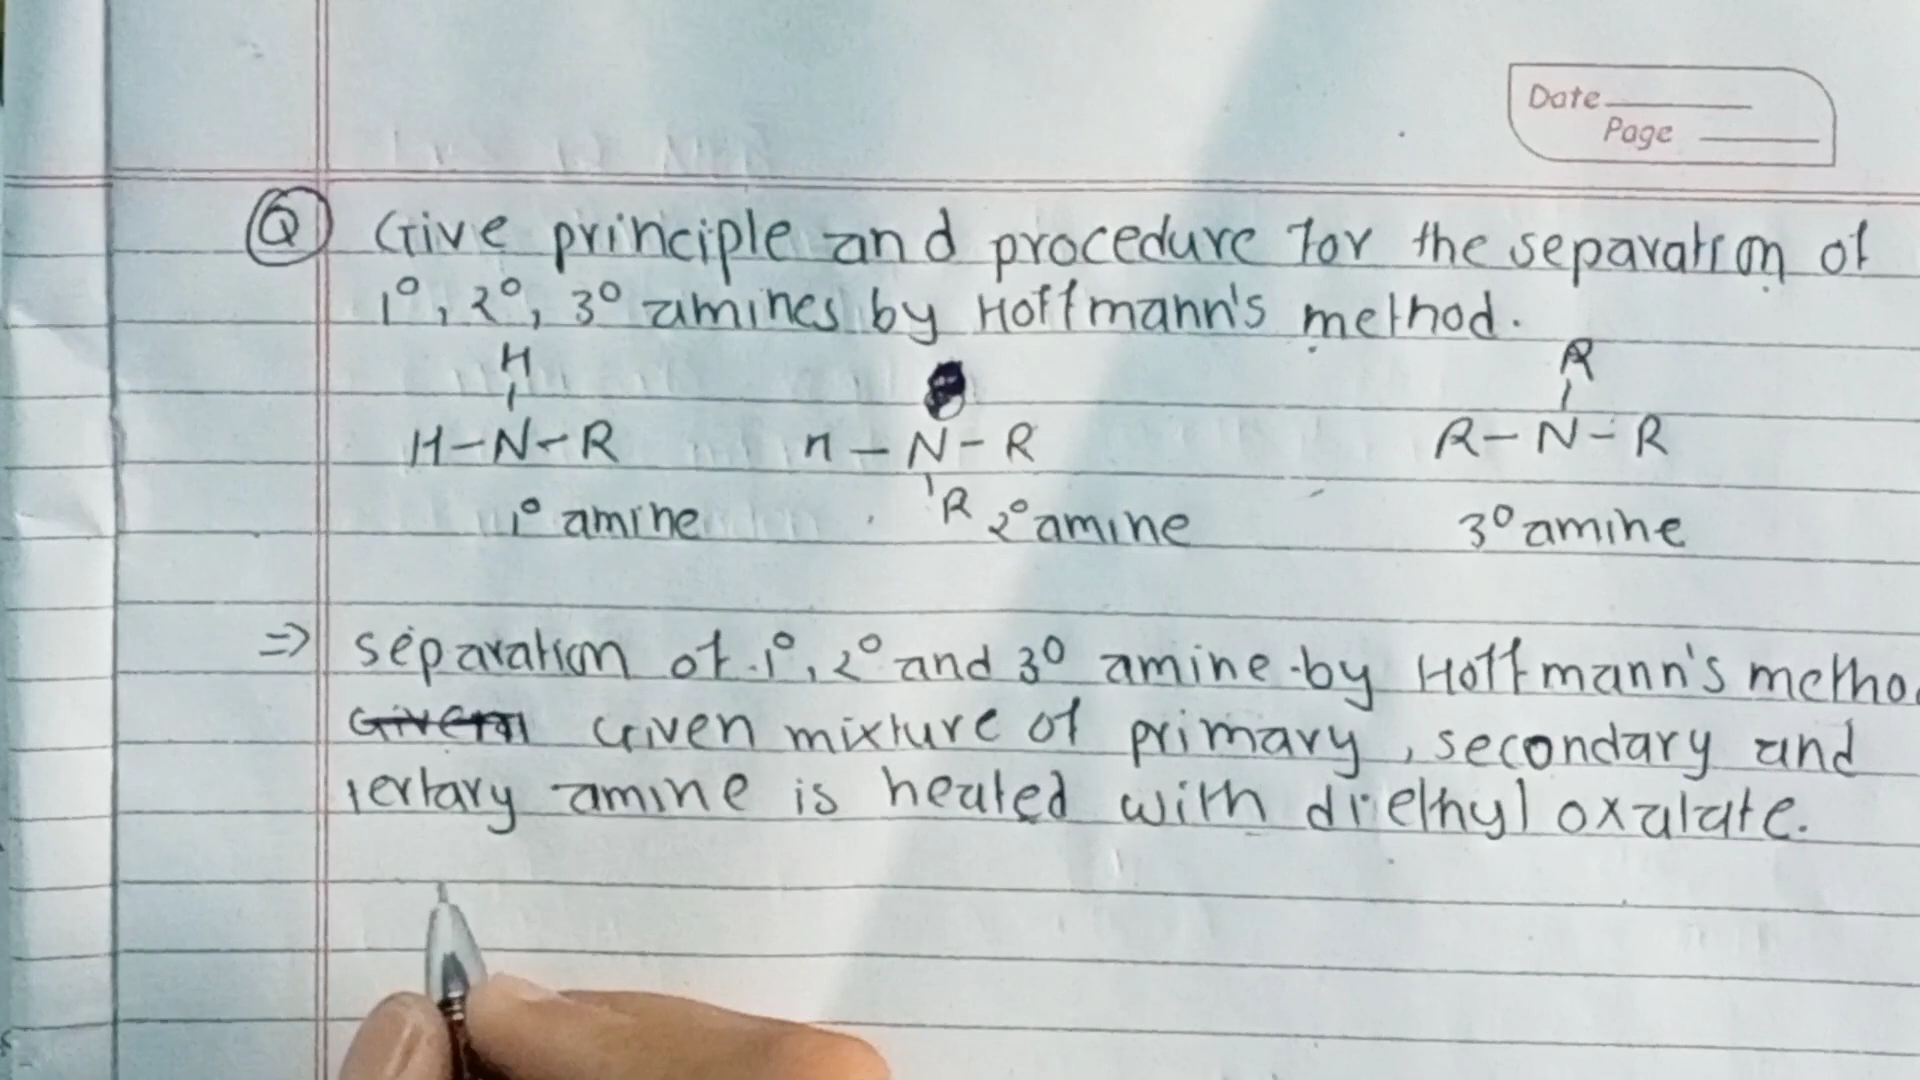 Date
Page
Q Give principle and procedure for the separation of
1°, 2°, 3° amines by Hoffmann's method.
H R
H-N-R H-N-R R-N-R
R
1° amine 2° amine 3° amine
⇒ separation of 1°, 2° and 3° amine by Hoffmann's metho
Given Given mixture of primary, secondary and
tertary amine is heated with diethyl oxalate.